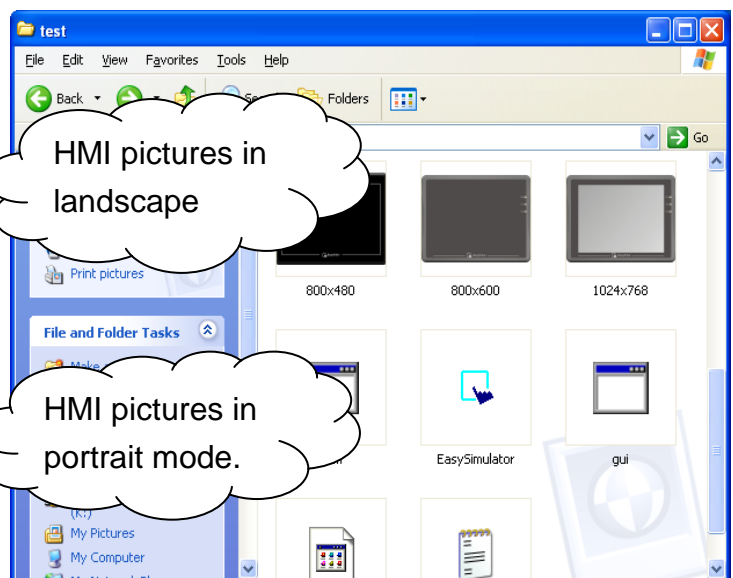 test
File Edit View Favorites Tools Help
Back Folders
Go
HMI pictures in
landscape
Print pictures
800x480 800x600 1024x768
File and Folder Tasks
HMI pictures in
portrait mode.
EasySimulator gui
(K:)
My Pictures
My Computer